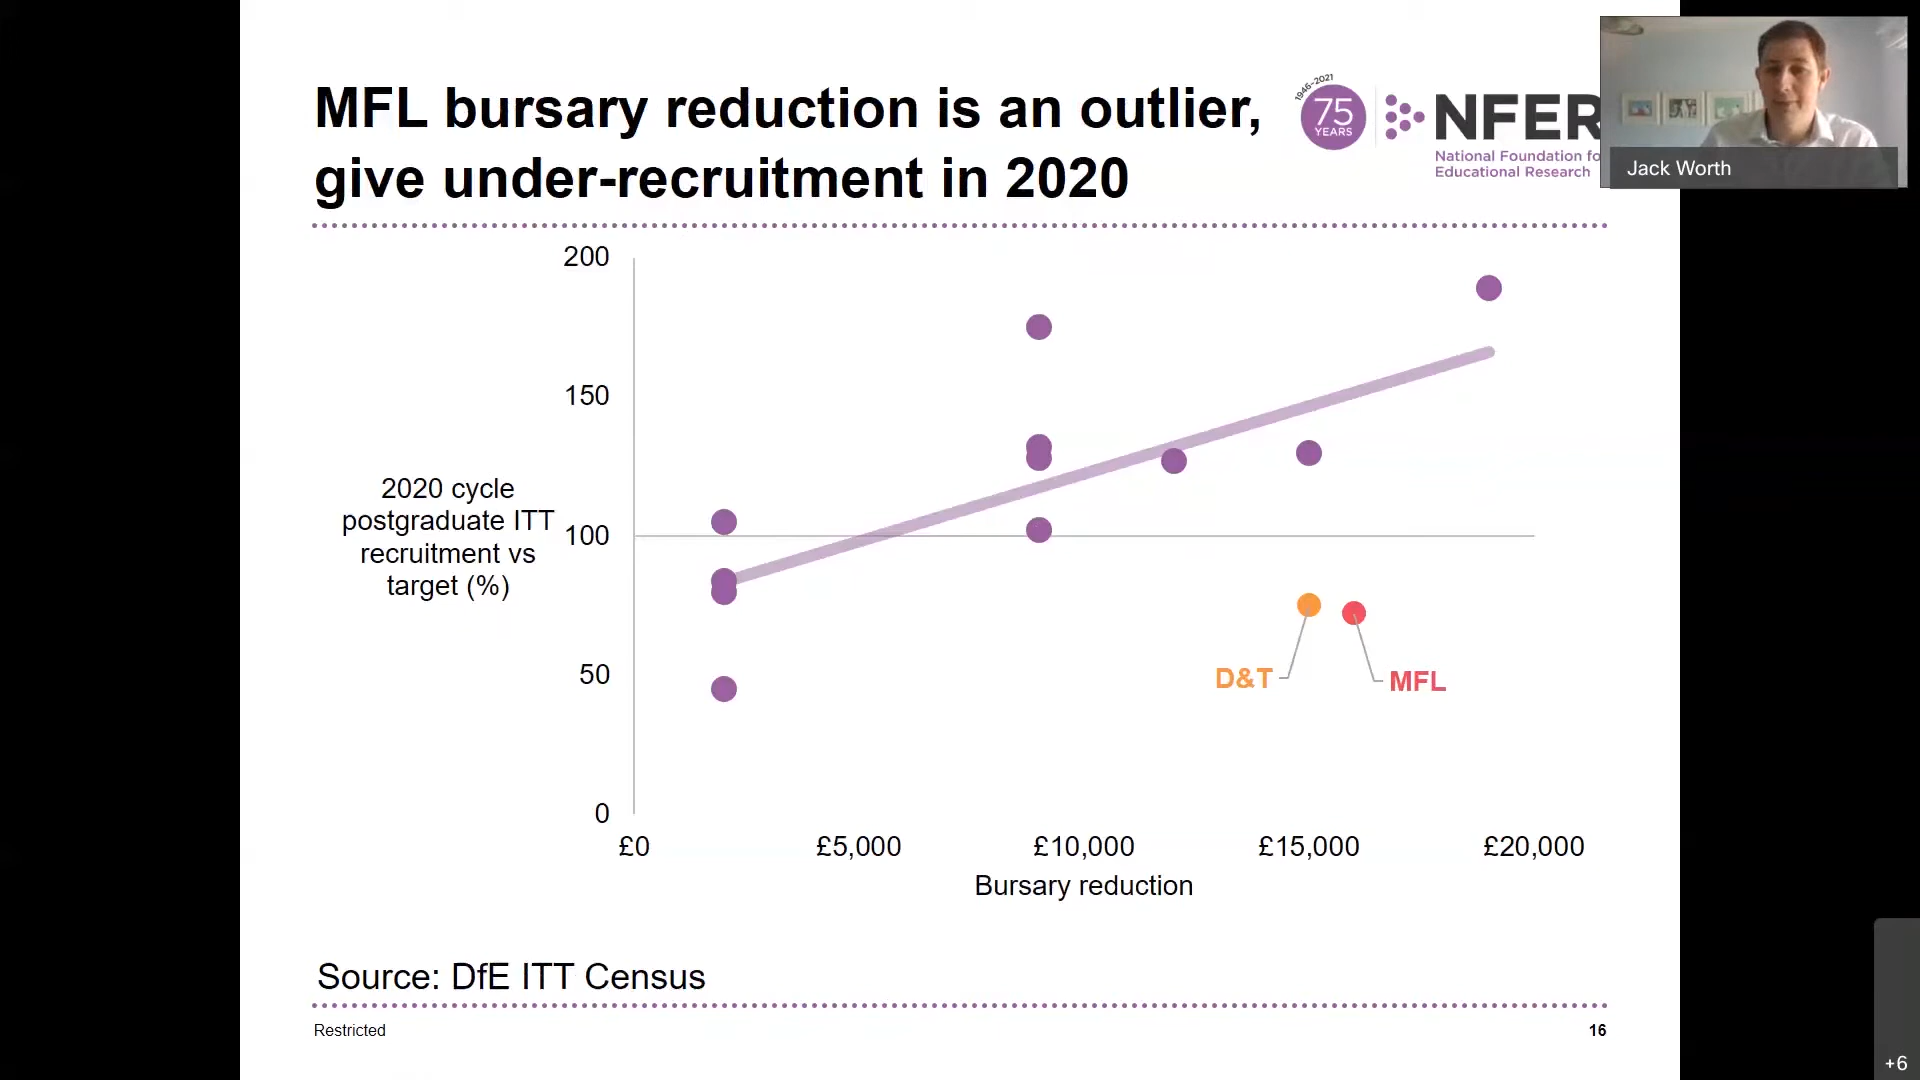 MFL bursary reduction is an outlier,
give under-recruitment in 2020
1946-2021
75
YEARS
NFER
National Foundation fo
Educational Research
Jack Worth
200
150
100
50
0
2020 cycle
postgraduate ITT
recruitment vs
target (%)
D&T
MFL
£0
£5,000
£10,000
£15,000
£20,000
Bursary reduction
Source: DfE ITT Census
Restricted
16
+6